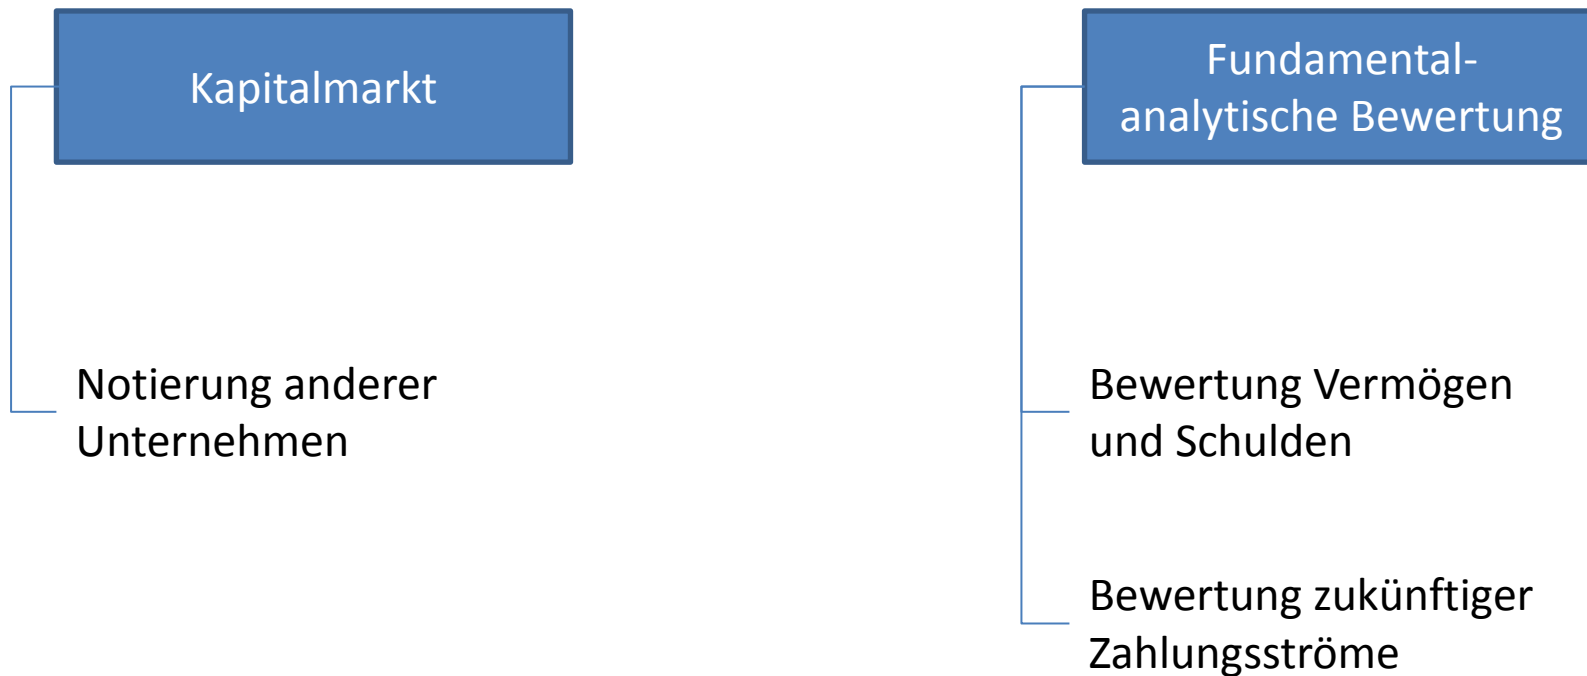 Kapitalmarkt
Notierung anderer
Unternehmen
Fundamental-
analytische Bewertung
Bewertung Vermögen
und Schulden
Bewertung zukünftiger
Zahlungsströme